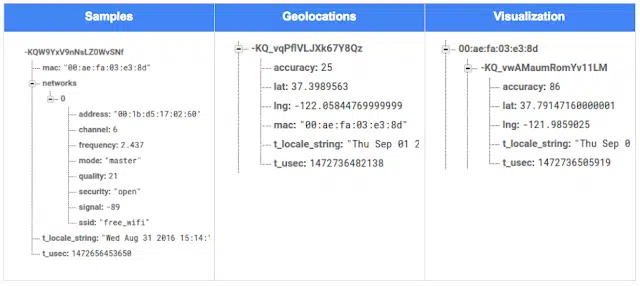 Samples
-KQW9YxV9nNsLZ0WvSNf
mac: "00:ae:fa:03:e3:8d"
networks
0
address: "00:1b:d5:17:02:60"
channel: 6
frequency: 2.437
mode: "master"
quality: 21
security: "open"
signal: -89
ssid: "free_wifi"
t_locale_string: "Wed Aug 31 2016 15:14:
t_usec: 1472656453650
Geolocations
-KQ_vqPflVLJXk67Y8Qz
accuracy: 25
lat: 37.3989563
lng: -122.05844769999999
mac: "00:ae:fa:03:e3:8d"
t_locale_string: "Thu Sep 01 2
t_usec: 1472736482138
Visualization
00:ae:fa:03:e3:8d
-KQ_vwAMaumRomYv11LM
accuracy: 86
lat: 37.79147160000001
lng: -121.9859025
t_locale_string: "Thu Sep 0
t_usec: 1472736505919